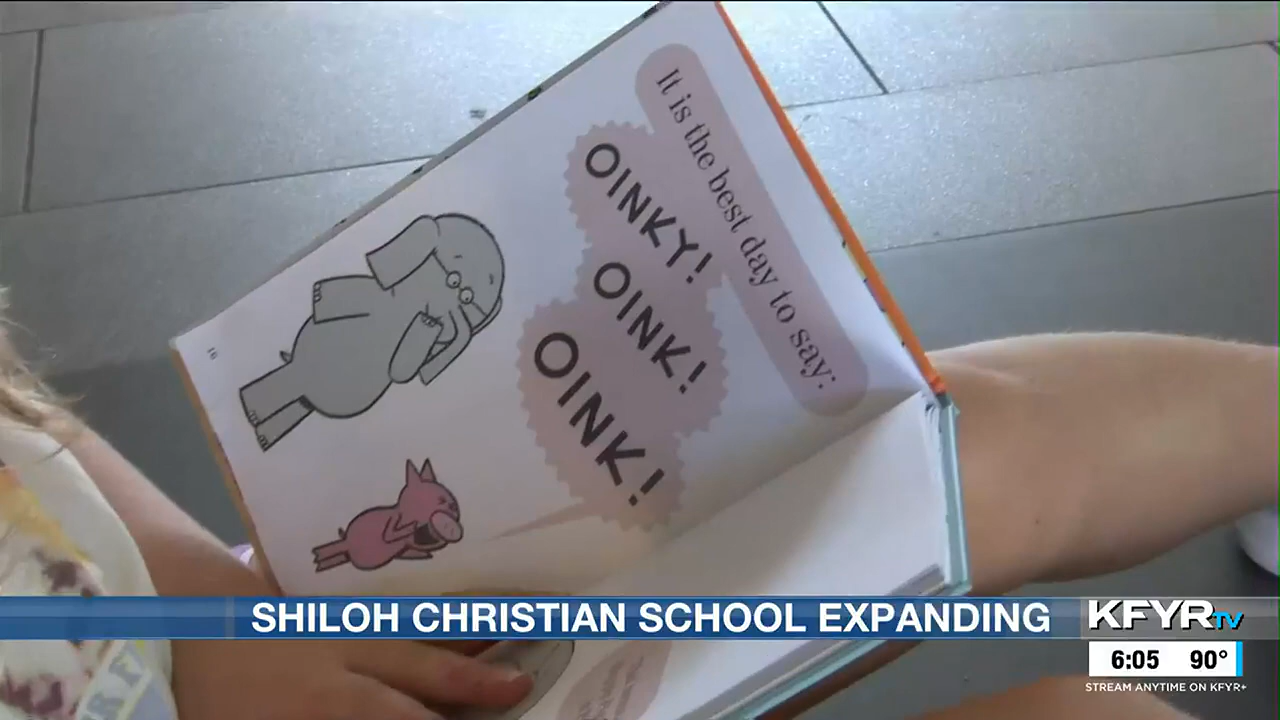 It is the best day to say:
OINKY!
OINK!
OINK!
10
SHILOH CHRISTIAN SCHOOL EXPANDING
KFYRTV
6:05 90°
STREAM ANYTIME ON KFYR+